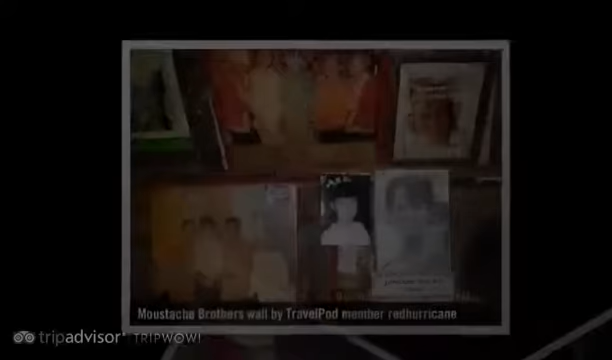 Moustache Brothers wall by TravelPod member redhurricane
tripadvisor® TRIPWOW!